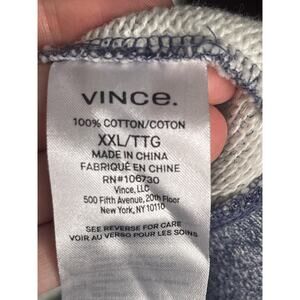 VINCE.
100% COTTON/COTON
XXL/TTG
MADE IN CHINA
FABRIQUÉ EN CHINE
RN#106730
Vince, LLC
500 Fifth Avenue, 20th Floor
New York, NY 10110
SEE REVERSE FOR CARE
VOIR AU VERSO POUR LES SOINS